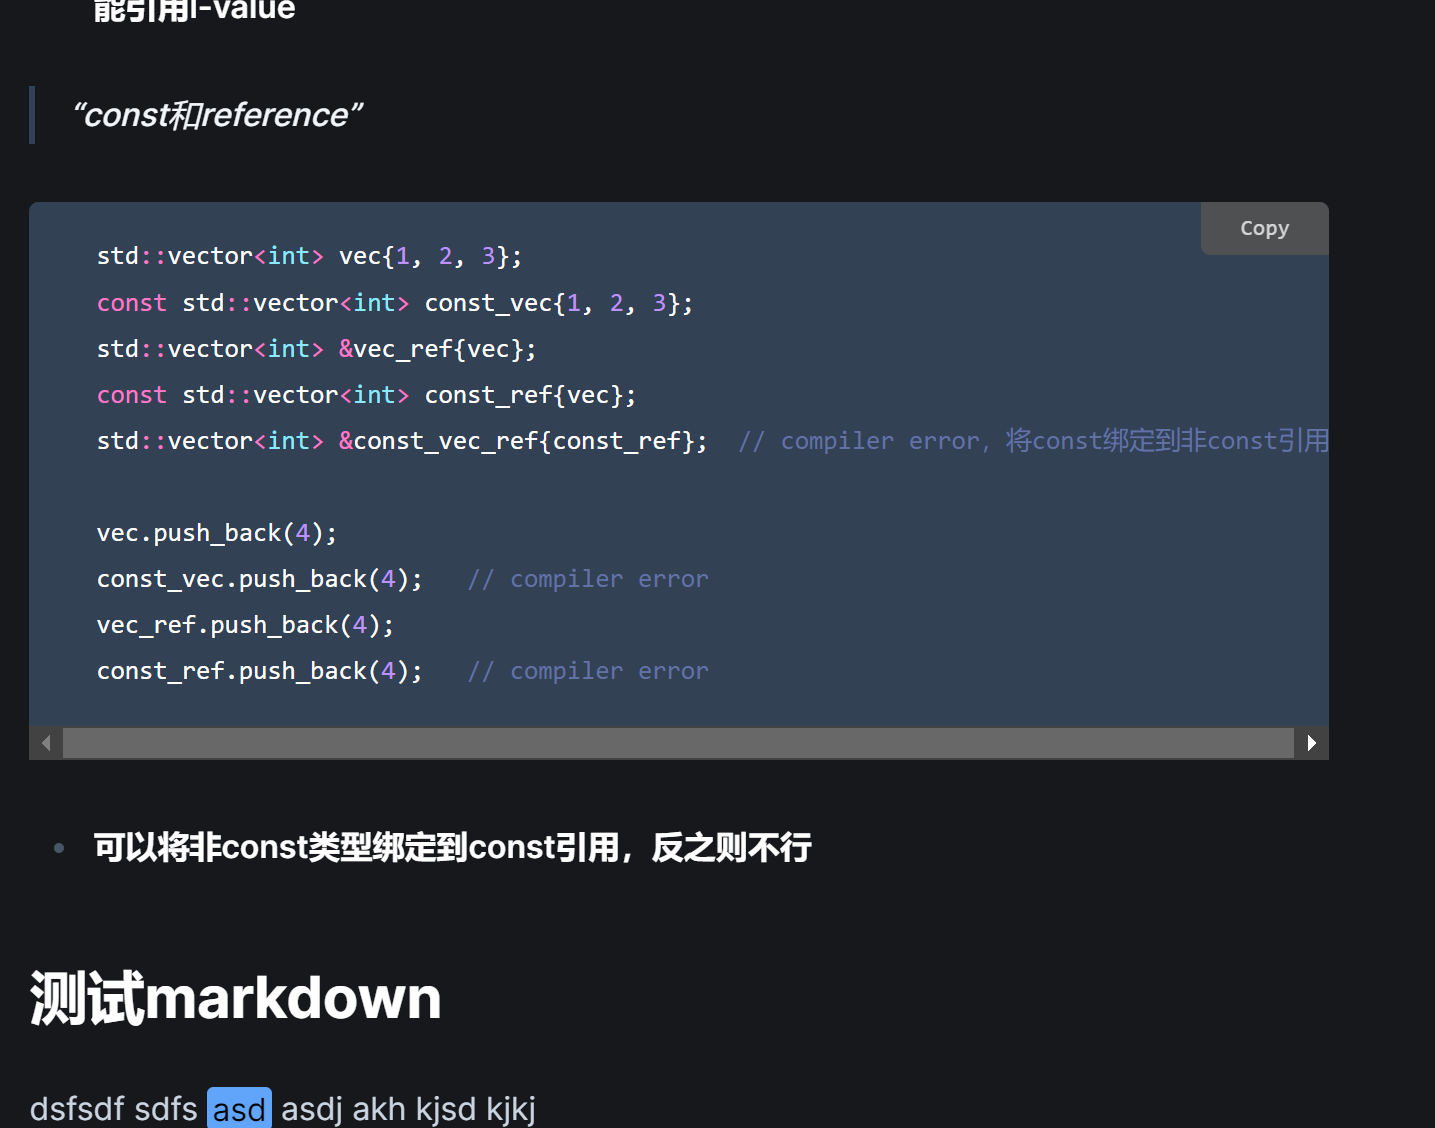 能引用l-value
“const和reference”
Copy
std::vector<int> vec{1, 2, 3};
const std::vector<int> const_vec{1, 2, 3};
std::vector<int> &vec_ref{vec};
const std::vector<int> const_ref{vec};
std::vector<int> &const_vec_ref{const_ref};  // compiler error, 将const绑定到非const引用
vec.push_back(4);
const_vec.push_back(4);   // compiler error
vec_ref.push_back(4);
const_ref.push_back(4);   // compiler error
可以将非const类型绑定到const引用，反之则不行
测试markdown
dsfsdf sdfs asd asdj akh kjsd kjkj